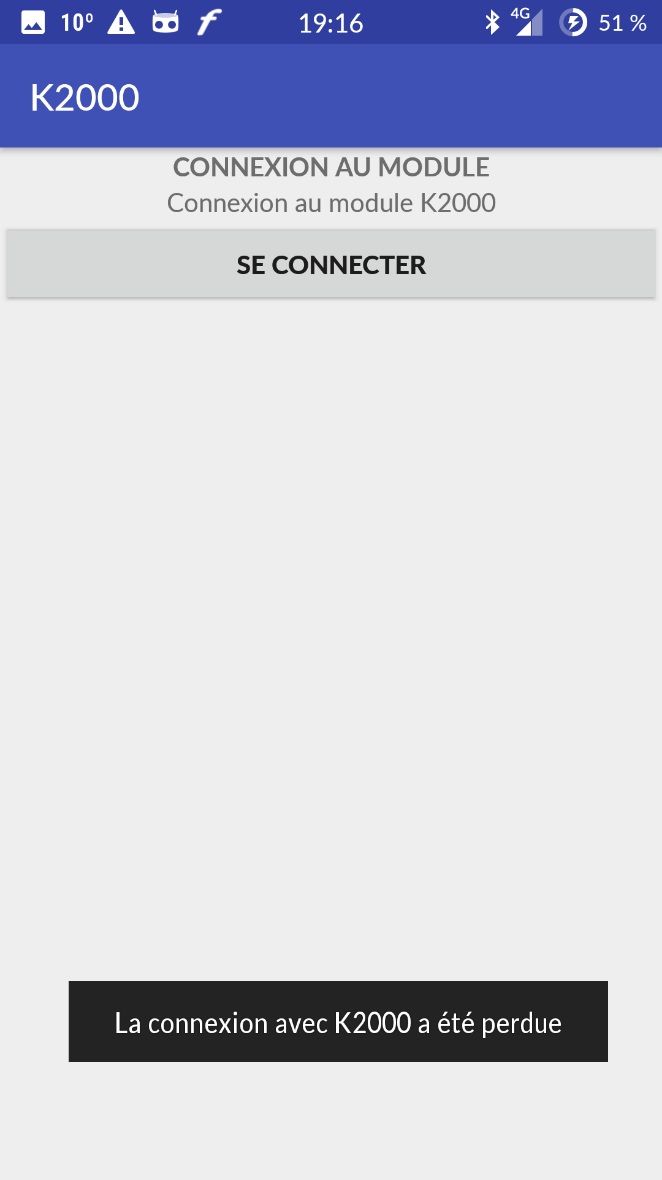 10° 19:16 4G 51 %
K2000
CONNEXION AU MODULE
Connexion au module K2000
SE CONNECTER
La connexion avec K2000 a été perdue